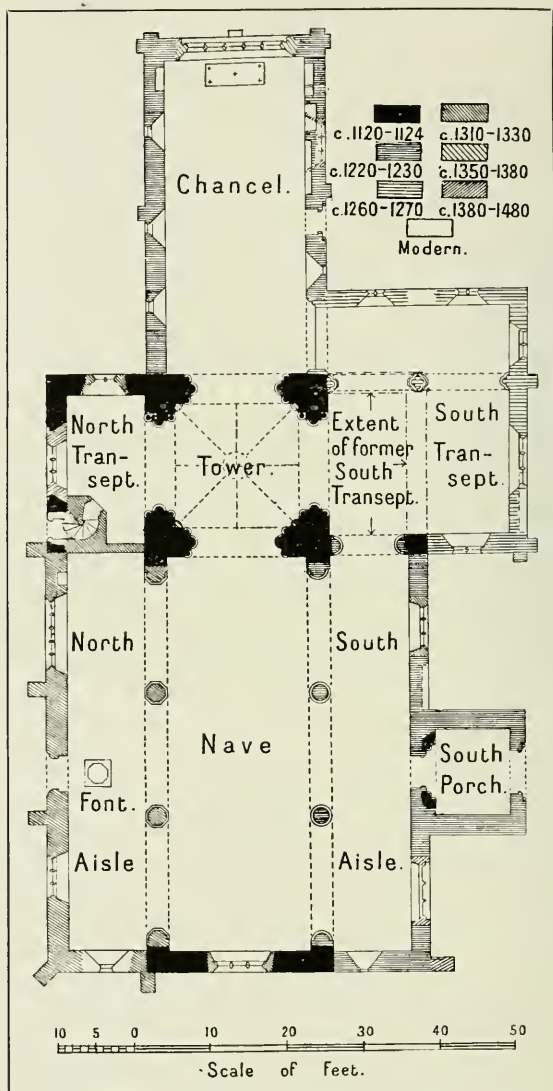 c.1120-1124 c.1310-1330
c.1220-1230 c.1350-1380
c.1260-1270 c.1380-1480
Modern.
Chancel.
North
Tran-
sept.
Tower.
Extent
of former
South
Transept.
South
Tran-
sept.
North
Aisle
Font.
Nave
South
Aisle.
South
Porch.
10 5 0 10 20 30 40 50
Scale of Feet.